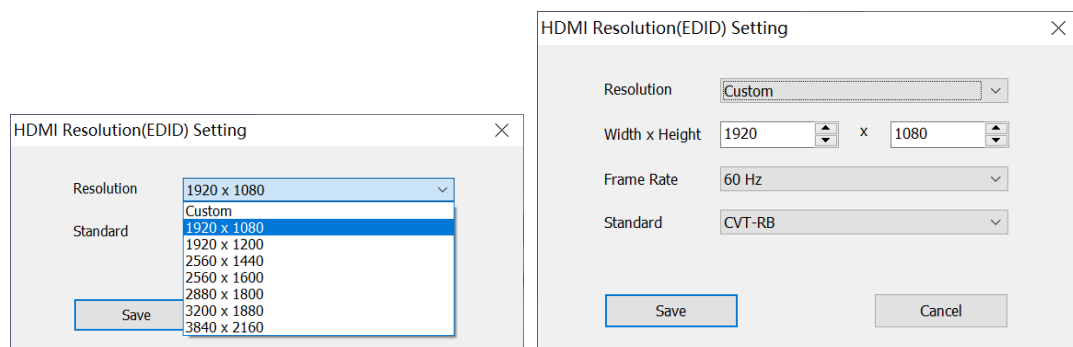 HDMI Resolution(EDID) Setting
Resolution 1920 x 1080
Custom
1920 x 1080
Standard
1920 x 1200
2560 x 1440
2560 x 1600
2880 x 1800
3200 x 1880
3840 x 2160
Save
HDMI Resolution(EDID) Setting
Resolution Custom
Width x Height 1920 x 1080
Frame Rate 60 Hz
Standard CVT-RB
Save Cancel